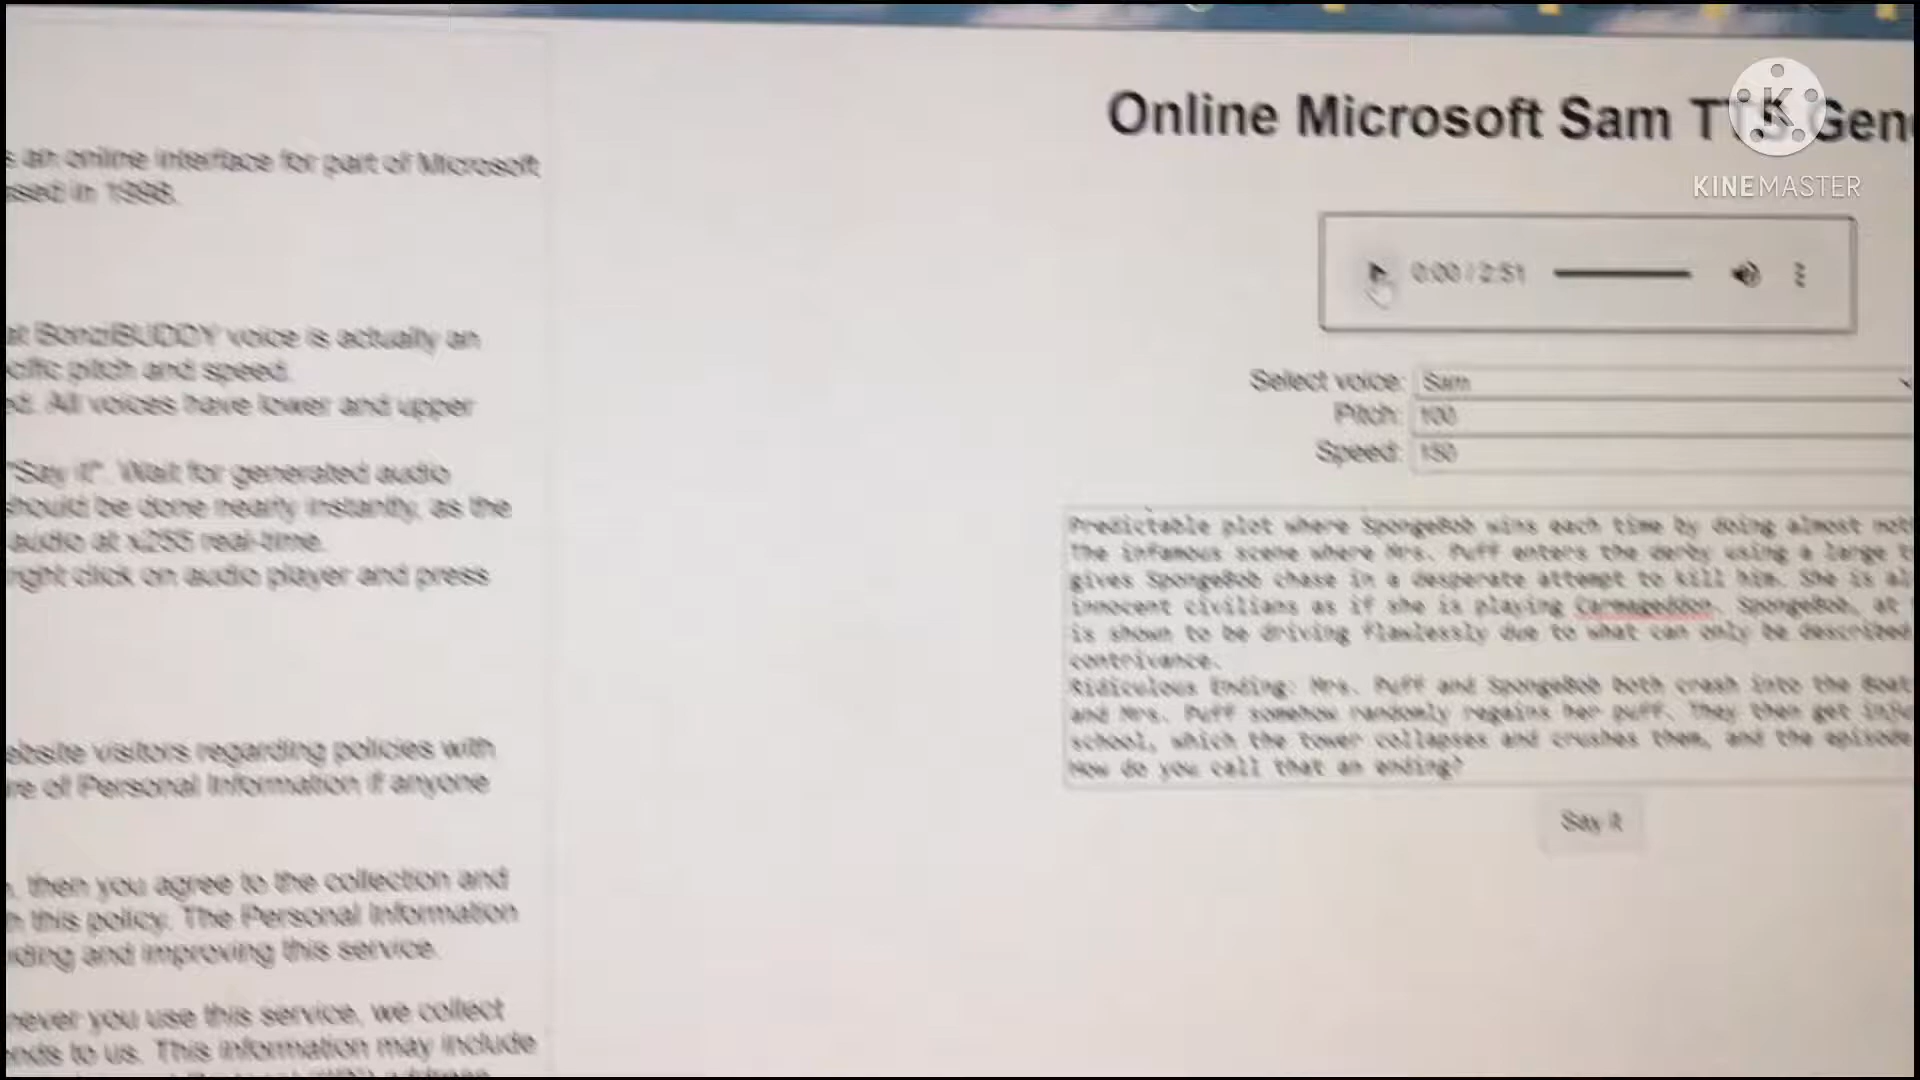 Online Microsoft Sam TTS Gen
KINEMASTER
an online interface for part of Microsoft
in 1998.
BonziBUDDY voice is actually an
pitch and speed.
All voices have lower and upper
"Say it". Wait for generated audio
should be done nearly instantly, as the
audio at x255 real-time.
right click on audio player and press
website visitors regarding policies with
of Personal Information if anyone
then you agree to the collection and
this policy. The Personal Information
and improving this service.
you use this service, we collect
to us. This information may include
0:00 / 2:51
Select voice: Sam
Pitch: 100
Speed: 150
Predictable plot where SpongeBob wins each time by doing almost
The infamous scene where Mrs. Puff enters the derby using a large
gives SpongeBob chase in a desperate attempt to kill him. She is
innocent civilians as if she is playing Carmageddon. SpongeBob, at
is shown to be driving flawlessly due to what can only be described
contrivance.
Ridiculous Ending: Mrs. Puff and SpongeBob both crash into the
and Mrs. Puff somehow randomly regains her puff. They then get
school, which the tower collapses and crushes them, and the episode
How do you call that an ending?
Say it